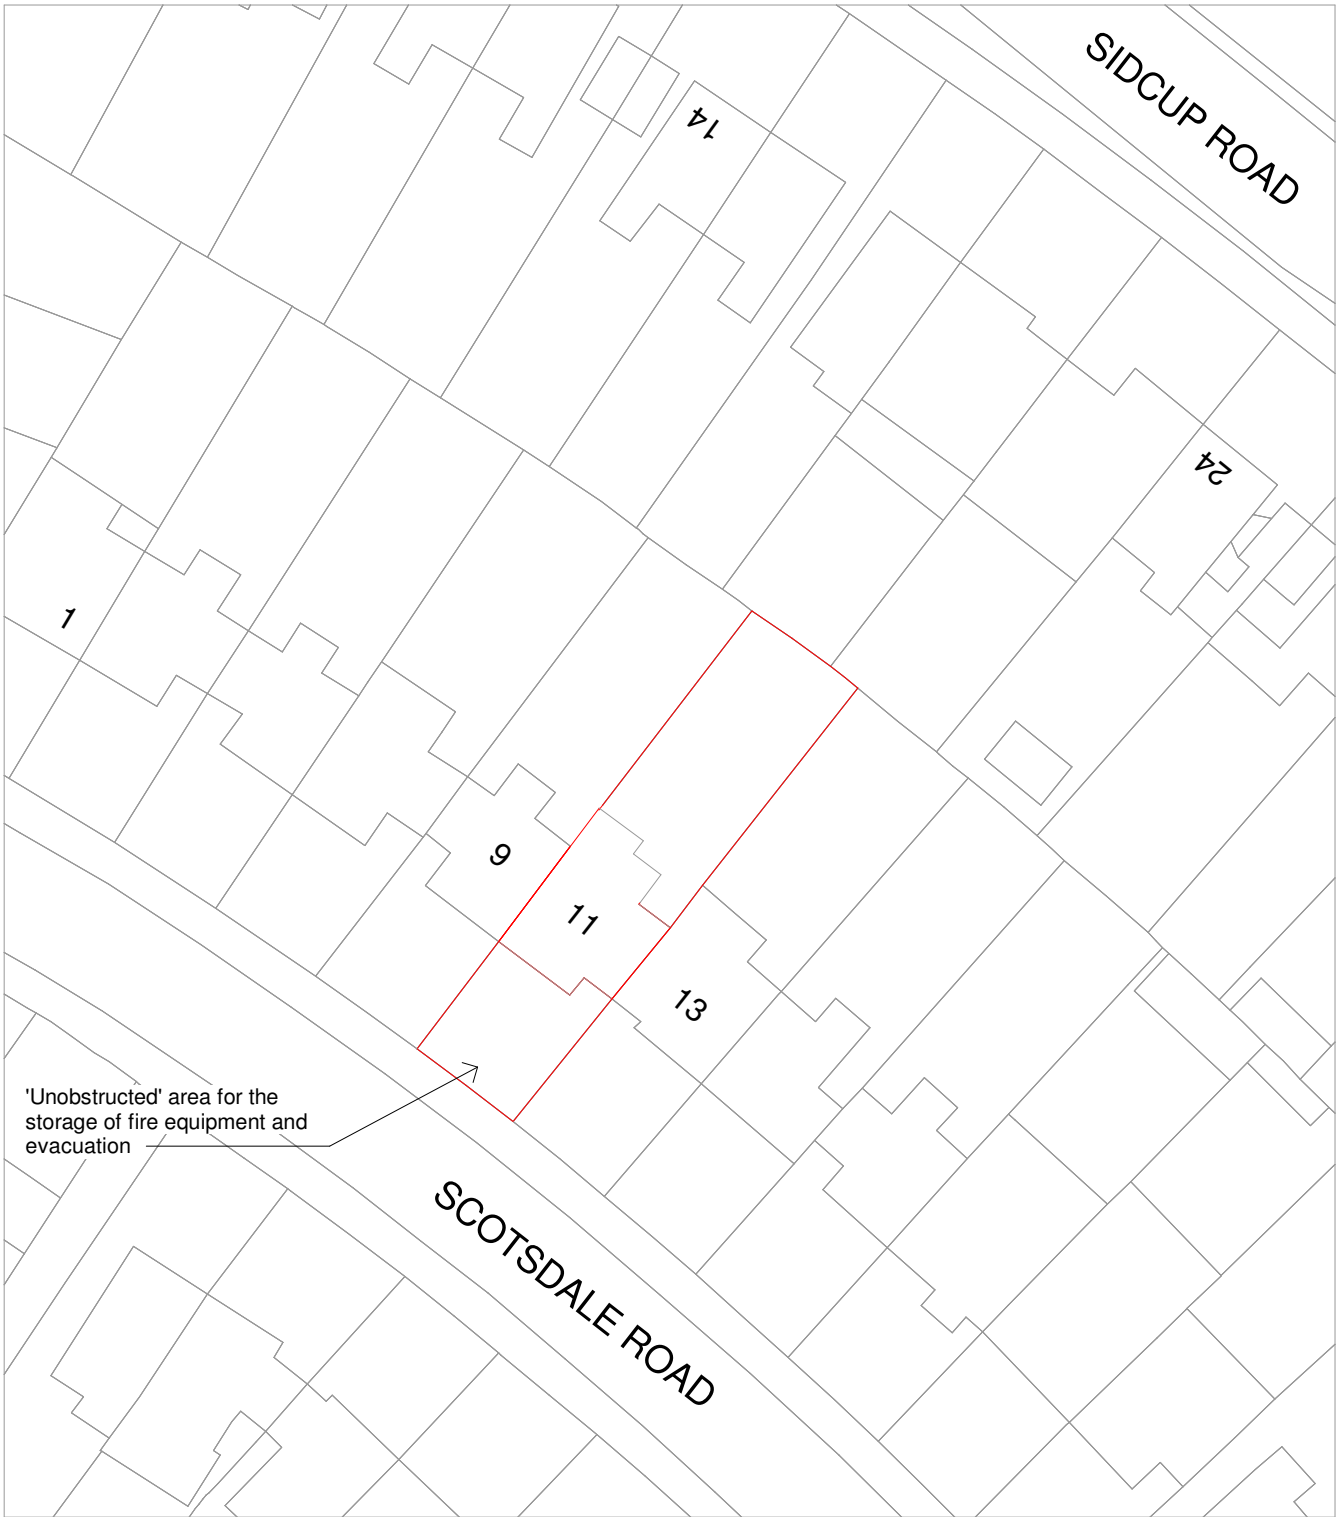 SIDCUP ROAD
14
24
1
9
11
13
'Unobstructed' area for the
storage of fire equipment and
evacuation
SCOTSDALE ROAD